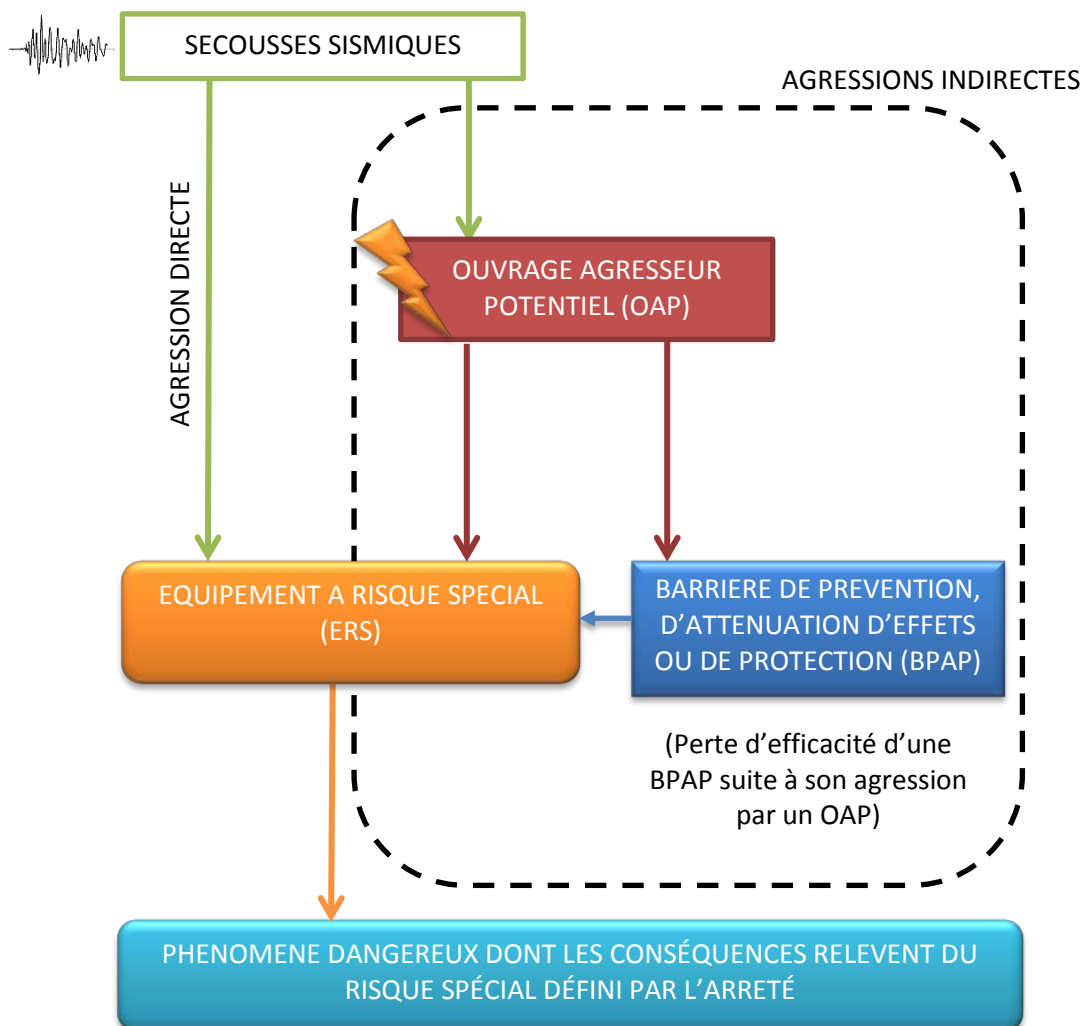 SECOUSSES SISMIQUES
AGRESSIONS INDIRECTES
AGRESSION DIRECTE
OUVRAGE AGRESSEUR
POTENTIEL (OAP)
EQUIPEMENT A RISQUE SPECIAL
(ERS)
BARRIERE DE PREVENTION,
D’ATTENUATION D’EFFETS
OU DE PROTECTION (BPAP)
(Perte d’efficacité d’une
BPAP suite à son agression
par un OAP)
PHENOMENE DANGEREUX DONT LES CONSÉQUENCES RELEVENT DU
RISQUE SPÉCIAL DÉFINI PAR L’ARRETÉ